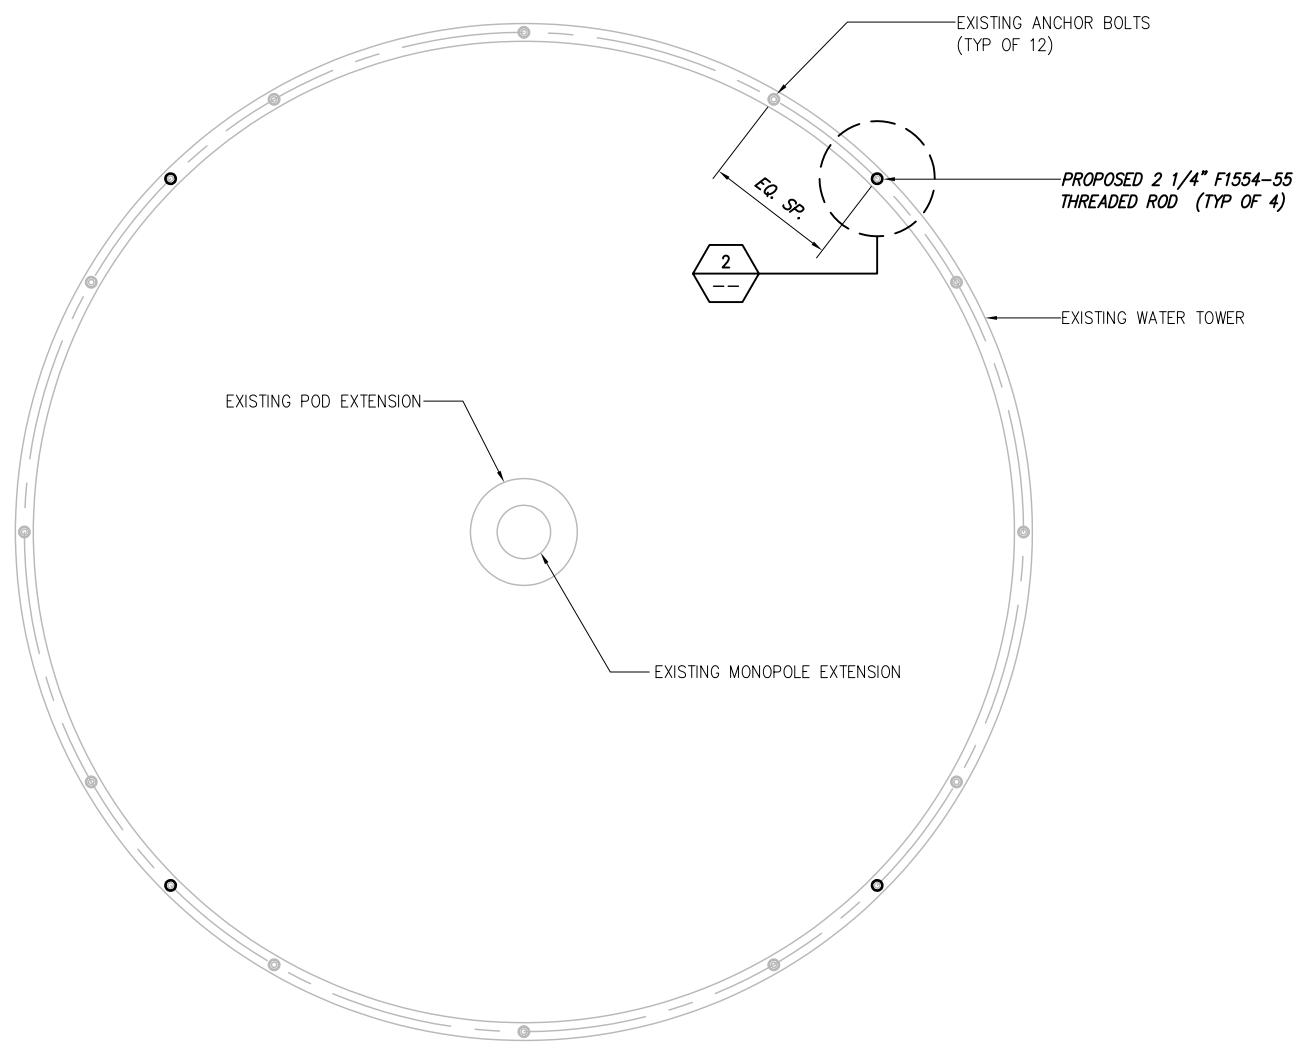 EXISTING ANCHOR BOLTS
(TYP OF 12)
PROPOSED 2 1/4" F1554-55
THREADED ROD (TYP OF 4)
EQ. SP.
2
--
EXISTING WATER TOWER
EXISTING POD EXTENSION
EXISTING MONOPOLE EXTENSION